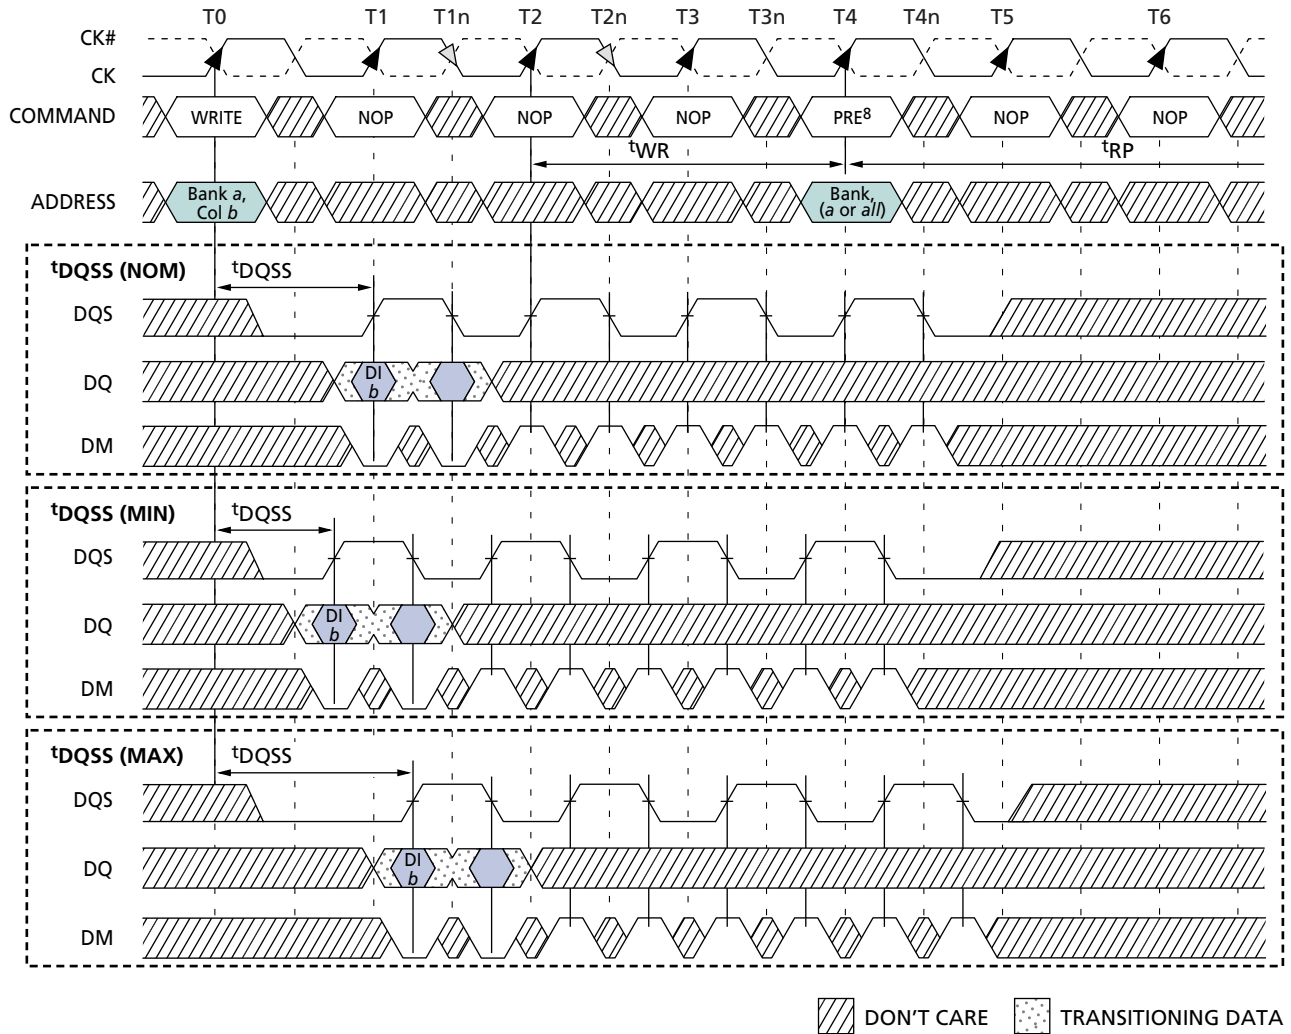 T0 T1 T1n T2 T2n T3 T3n T4 T4n T5 T6
CK#
CK
COMMAND WRITE NOP NOP NOP PRE8 NOP NOP
tWR tRP
ADDRESS Bank a, Col b Bank, (a or all)
tDQSS (NOM) tDQSS
DQS
DQ DI b
DM
tDQSS (MIN) tDQSS
DQS
DQ DI b
DM
tDQSS (MAX) tDQSS
DQS
DQ DI b
DM
DON'T CARE TRANSITIONING DATA